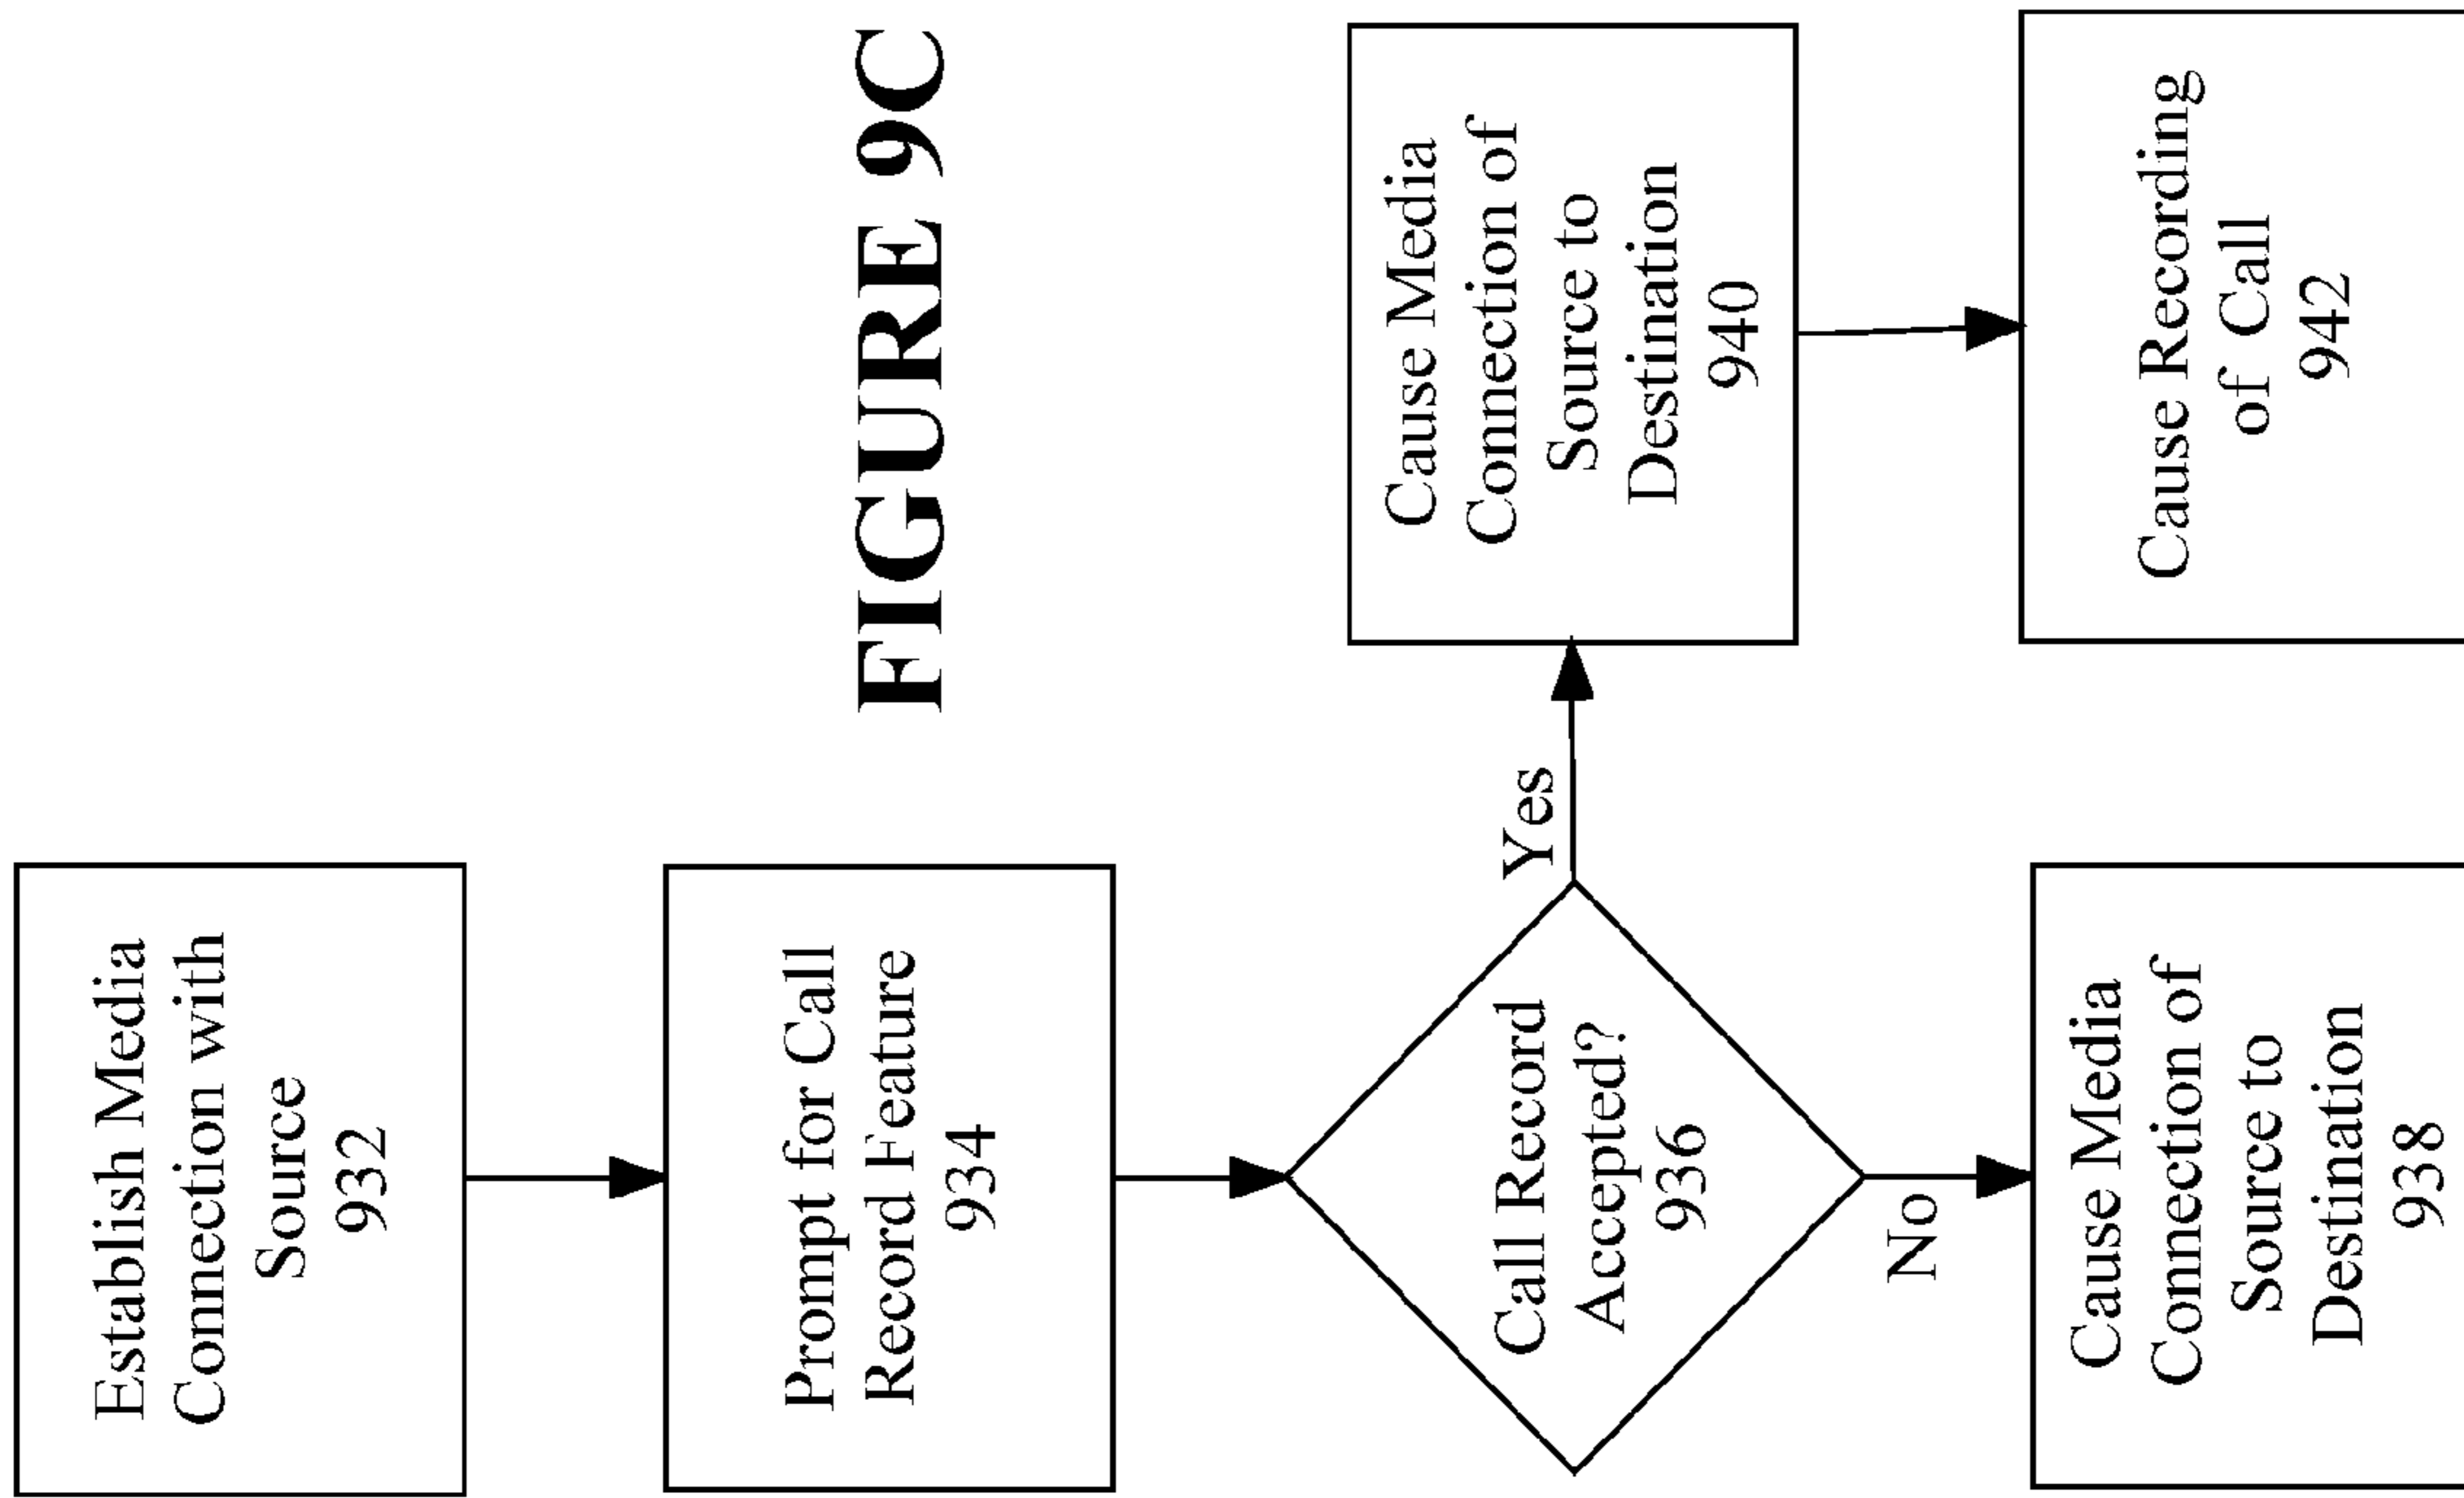 Establish Media
Connection with
Source
932
Prompt for Call
Record Feature
934
FIGURE 9C
Call Record
Accepted?
936
Yes
No
Cause Media
Connection of
Source to
Destination
940
Cause Media
Connection of
Source to
Destination
938
Cause Recording
of Call
942